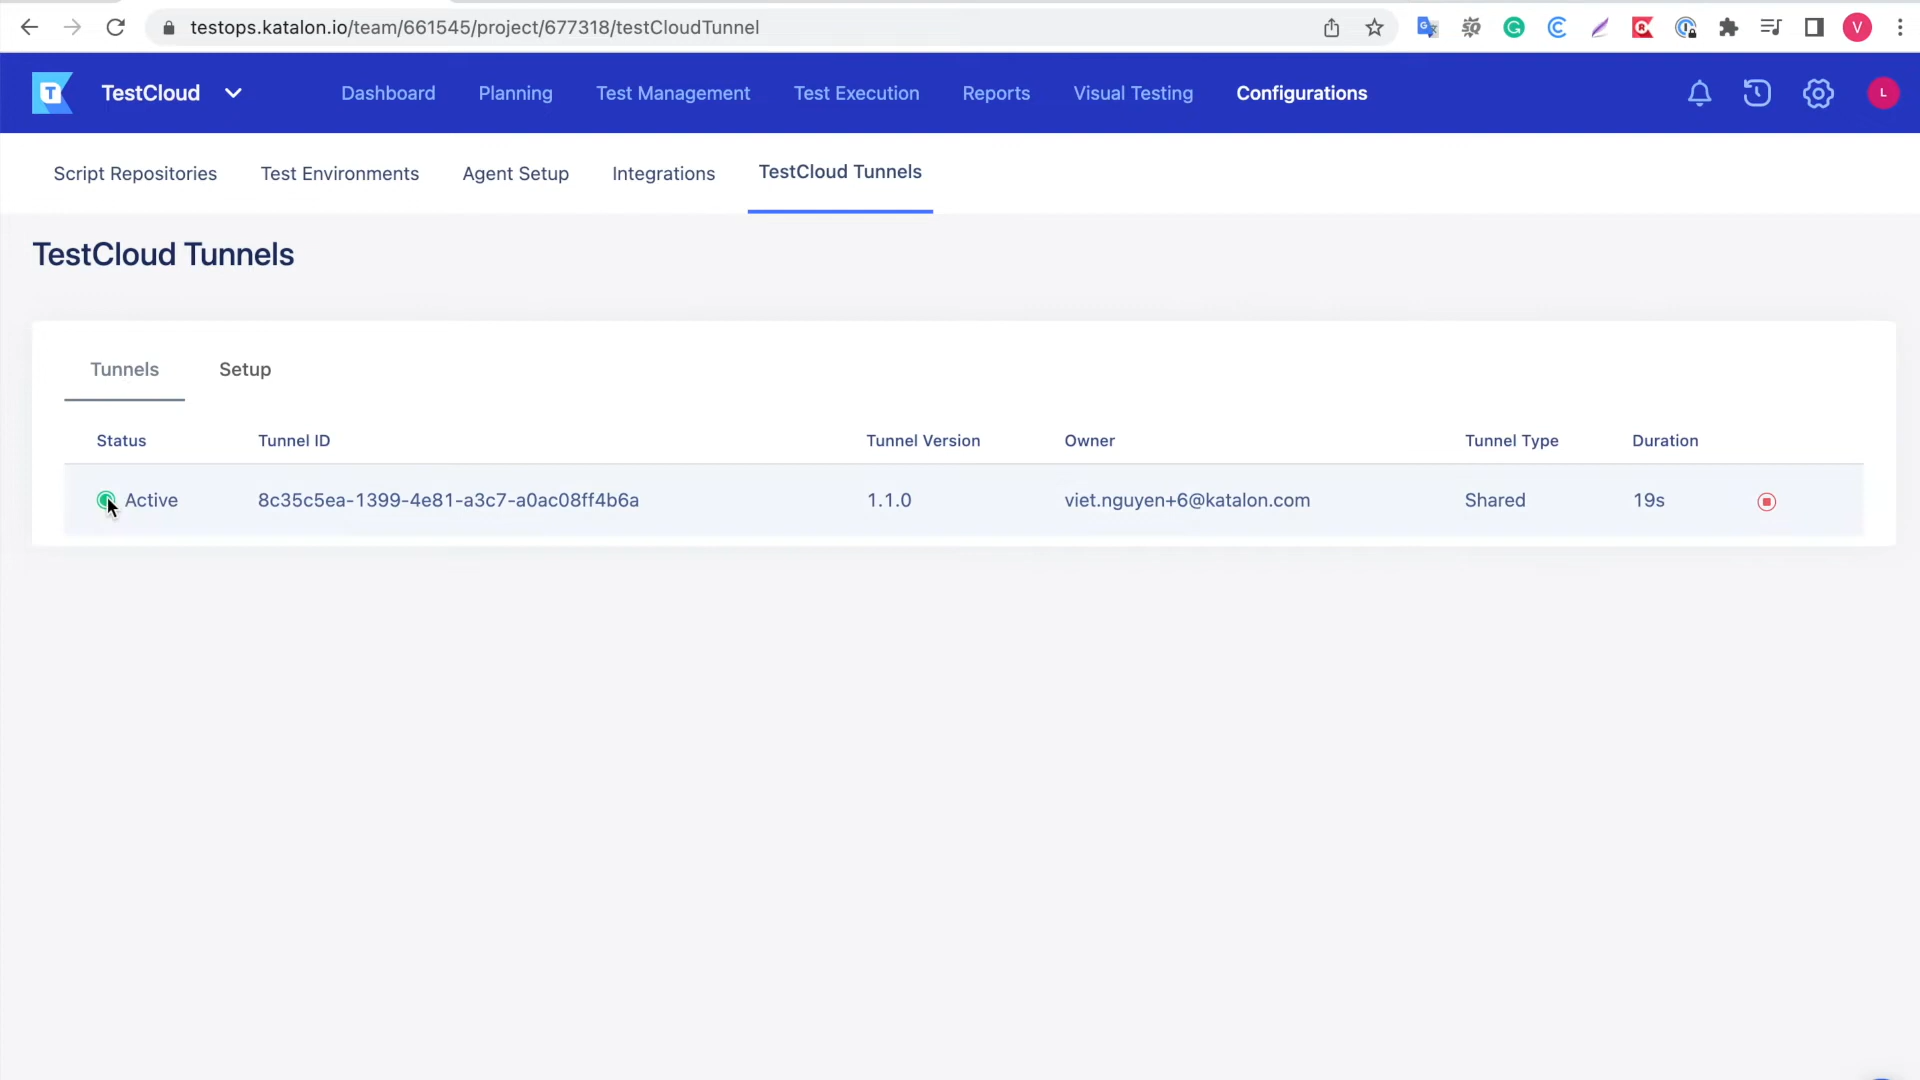 testops.katalon.io/team/661545/project/677318/testCloudTunnel
V
T
TestCloud
Dashboard
Planning
Test Management
Test Execution
Reports
Visual Testing
Configurations
L
Script Repositories
Test Environments
Agent Setup
Integrations
TestCloud Tunnels
TestCloud Tunnels
Tunnels
Setup
Status
Tunnel ID
Tunnel Version
Owner
Tunnel Type
Duration
Active
8c35c5ea-1399-4e81-a3c7-a0ac08ff4b6a
1.1.0
viet.nguyen+6@katalon.com
Shared
19s